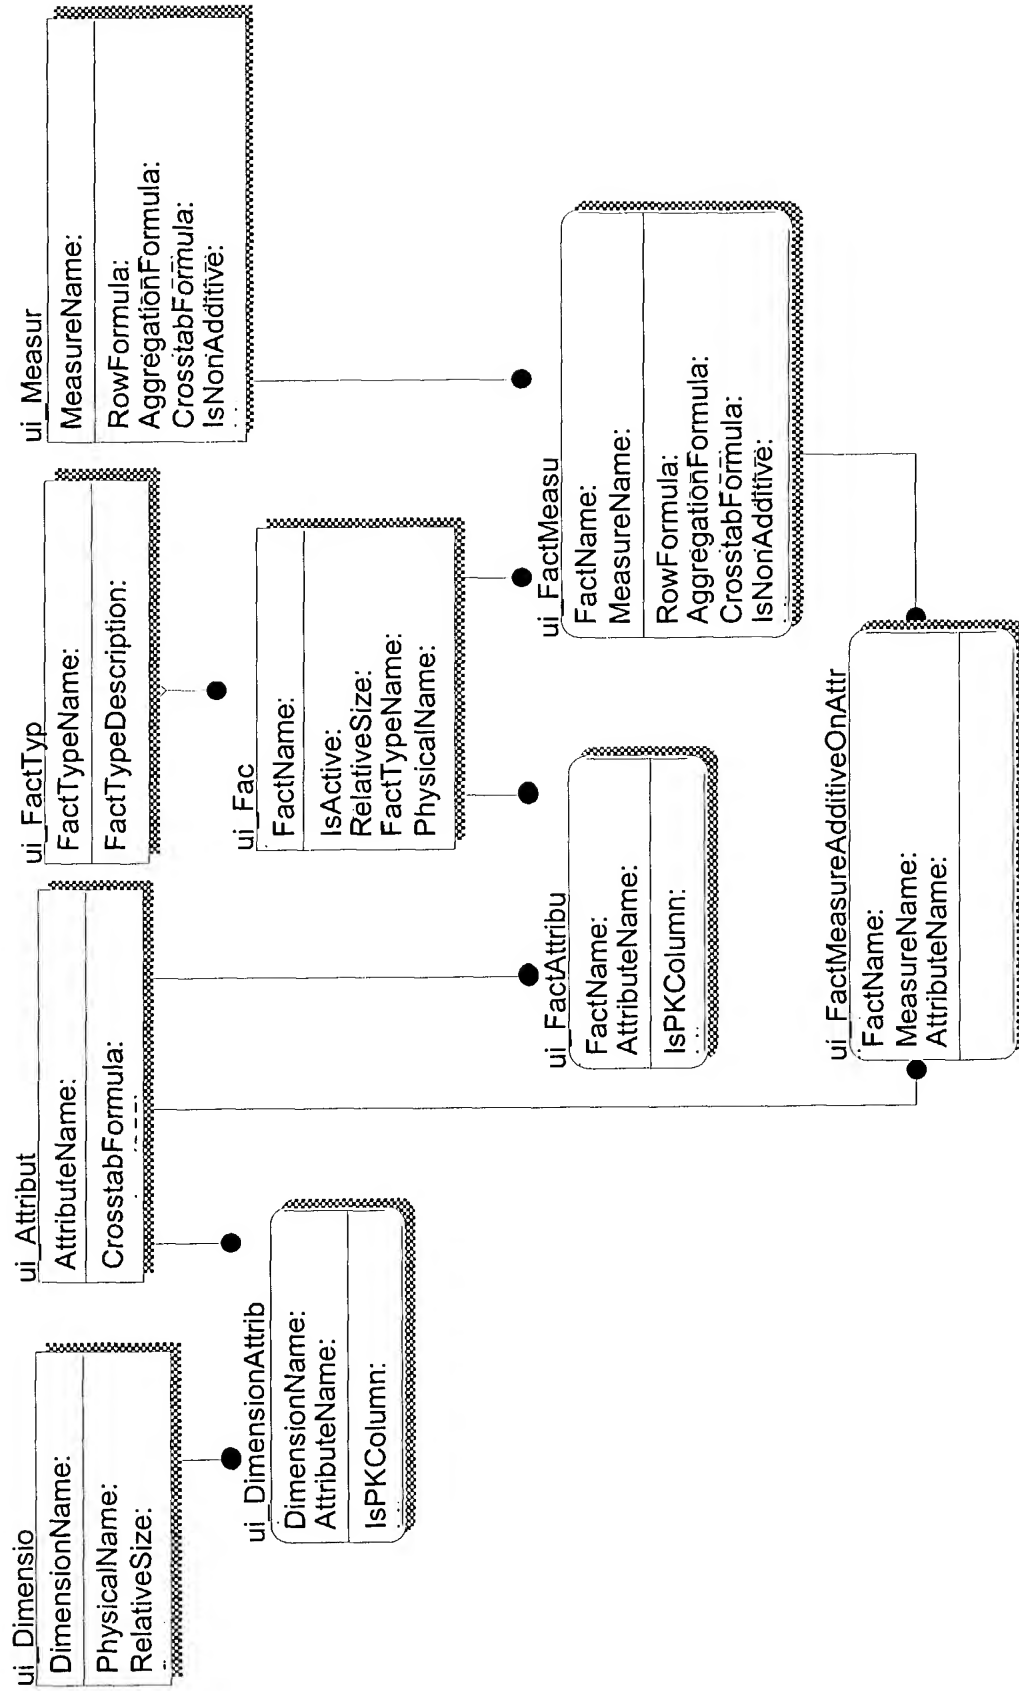 ui_Dimensio
DimensionName:
PhysicalName:
RelativeSize:
ui_Attribut
AttributeName:
CrosstabFormula:
ui_FactTyp
FactTypeName:
FactTypeDescription:
ui_Measur
MeasureName:
RowFormula:
AggregationFormula:
CrosstabFormula:
IsNonAdditive:
ui_DimensionAttrib
DimensionName:
AttributeName:
IsPKColumn:
ui_Fac
FactName:
IsActive:
RelativeSize:
FactTypeName:
PhysicalName:
ui_FactAttribu
FactName:
AttributeName:
IsPKColumn:
ui_FactMeasu
FactName:
MeasureName:
RowFormula:
AggregationFormula:
CrosstabFormula:
IsNonAdditive:
ui_FactMeasureAdditiveOnAttr
FactName:
MeasureName:
AttributeName: